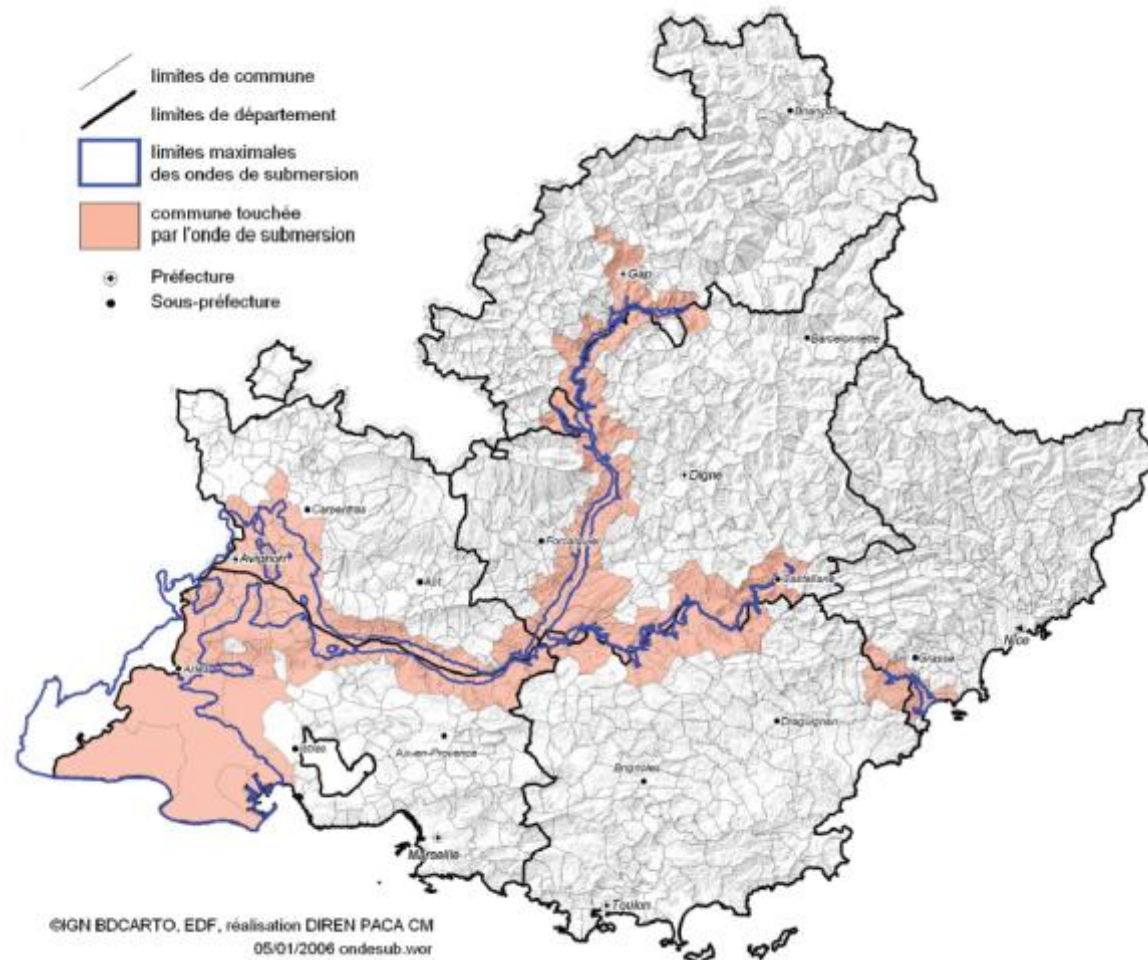 limites de commune
limites de département
limites maximales
des ondes de submersion
commune touchée
par l'onde de submersion
Préfecture
Sous-préfecture
Briançon
Gap
Barcelonnette
Digne
Carpentras
Forcalquier
Avignon
Apt
Castellane
Nice
Arles
Grasse
Draguignan
Istres
Aix-en-Provence
Brignoles
Marseille
Toulon
©IGN BDCARTO, EDF, réalisation DIREN PACA CM
05/01/2006 ondesub.wor